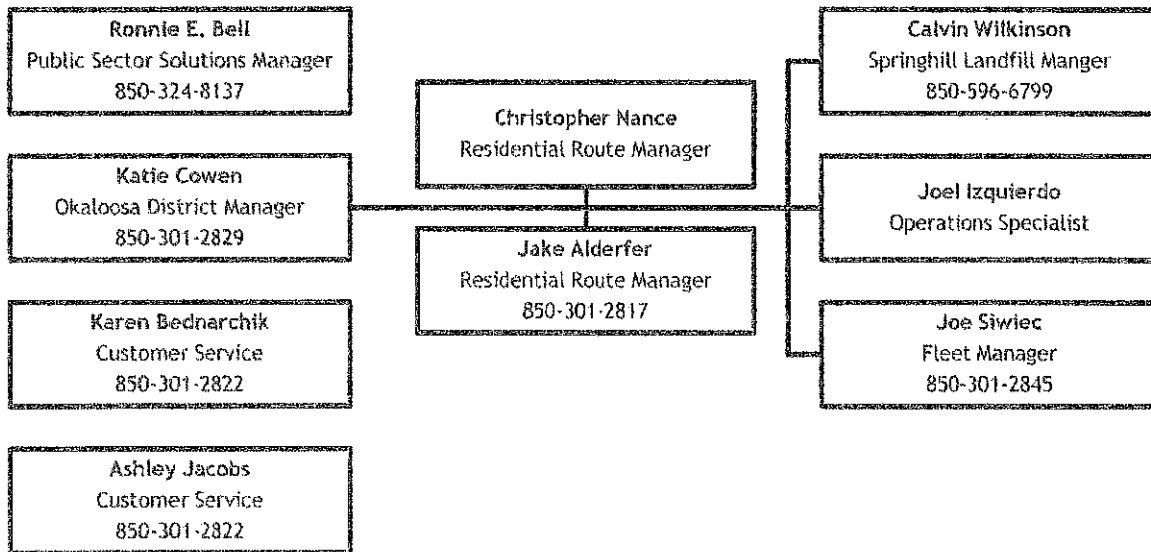 Ronnie E. Bell
Public Sector Solutions Manager
850-324-8137
Katie Cowen
Okaloosa District Manager
850-301-2829
Karen Bednarchik
Customer Service
850-301-2822
Ashley Jacobs
Customer Service
850-301-2822
Christopher Nance
Residential Route Manager
Jake Alderfer
Residential Route Manager
850-301-2817
Calvin Wilkinson
Springhill Landfill Manger
850-596-6799
Joel Izquierdo
Operations Specialist
Joe Siwiec
Fleet Manager
850-301-2845